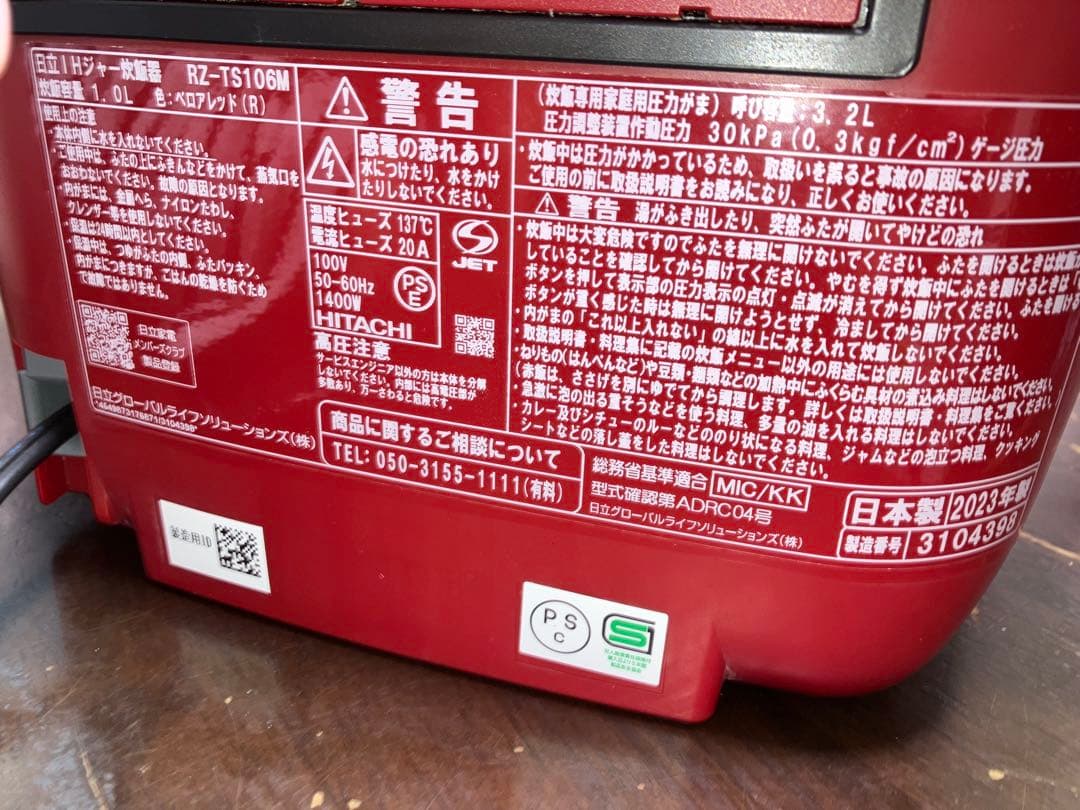 日立IHジャー炊飯器 RZ-TS106M
炊飯容量 1.0L 色:ベロアレッド(R)
使用上の注意
・本体内側に水を入れないでください。
・ご使用中は、ふたの上にふきんなどをかけて、蒸気口を
おおわないでください。故障の原因となります。
・内がまには、金属へら、ナイロンたわし、
クレンザー等を使用しないでください。
・保温は24時間以内としてください。
・保温中は、つゆがふたの内側、ふたパッキン、
内がまにつきますが、ごはんの乾燥を防ぐため
で故障ではありません。
日立家電
メンバーズクラブ
製品登録
日立グローバルライフソリューションズ(株)
警告
感電の恐れあり
水につけたり、水をかけ
たりしないでください。
温度ヒューズ 137℃
電流ヒューズ 20A
100V
50-60Hz
1400W
PSE
HITACHI
JET
高圧注意
サービスエンジニア以外の方は本体を分解
しないでください。内部には高電圧部が
多数あり、万一さわると危険です。
商品に関するご相談について
TEL: 050-3155-1111(有料)
(炊飯専用家庭用圧力がま) 呼び容量:3.2L
圧力調整装置作動圧力 30kPa(0.3kgf/cm²)ゲージ圧力
・炊飯中は圧力がかかっているため、取扱いを誤ると事故の原因になります。
ご使用の前に取扱説明書をお読みになり、正しくお使いください。
警告 湯がふき出したり、突然ふたが開いてやけどの恐れ
・炊飯中は大変危険ですのでふたを無理に開けないでください。ふたを開けるときは炊飯
していることを確認してから開けてください。やむを得ず炊飯中にふたを開けるときは
ボタンを押して表示部の圧力表示の点灯・点滅が消えてから開けてください。ふたを開ける
ボタンが重く感じた時は無理に開けようとせず、冷ましてから開けてください。
・内がまの「これ以上入れない」の線以上に水を入れて炊飯しないでください。
・取扱説明書・料理集に記載の炊飯メニュー以外の用途には使用しないでください。
・ねりもの(はんぺんなど)や豆類・麺類などの加熱中にふくらむ具材の煮込み料理はしないでください。
(赤飯は、ささげを別にゆでてから調理します。詳しくは取扱説明書・料理集をご覧ください。)
・急激に泡の出る重そうなどを使う料理、多量の油を入れる料理はしないでください。
・カレー及びシチューのルーなどののり状になる料理、ジャムなどの泡立つ料理、クッキング
シートなどの落し蓋をした料理はしないでください。
総務省基準適合 MIC/KK
型式確認第ADRC04号
日立グローバルライフソリューションズ(株)
日本製 2023年製
製造番号 3104398
製造用ID
PSC